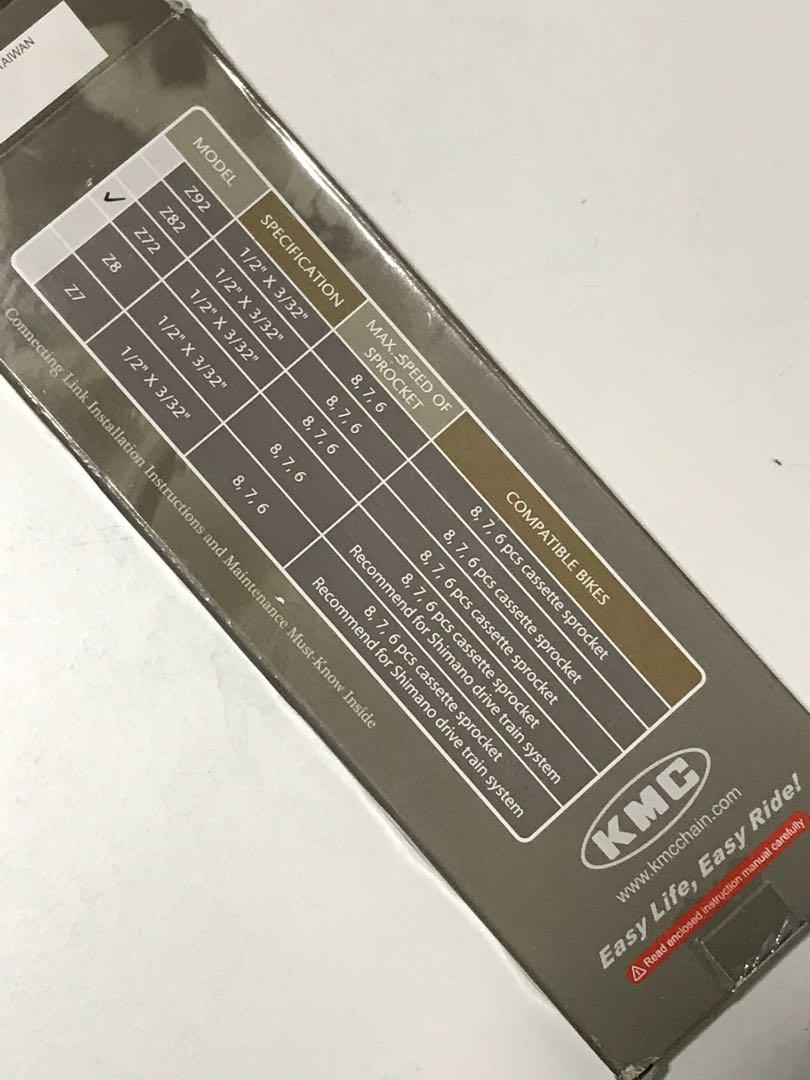 TAIWAN
MODEL SPECIFICATION MAX.:SPEED OF SPROCKET COMPATIBLE BIKES
Z92 1/2" X 3/32" 8, 7, 6 8, 7, 6 pcs cassette sprocket
Z82 1/2" X 3/32" 8, 7, 6 8, 7, 6 pcs cassette sprocket
✓ Z72 1/2" X 3/32" 8, 7, 6 8, 7, 6 pcs cassette sprocket
Z8 1/2" X 3/32" 8, 7, 6 8, 7, 6 pcs cassette sprocket
Recommend for Shimano drive train system
Z7 1/2" X 3/32" 8, 7, 6 8, 7, 6 pcs cassette sprocket
Recommend for Shimano drive train system
Connecting Link Installation Instructions and Maintenance Must-Know Inside
KMC
www.kmcchain.com
Easy Life, Easy Ride!
Read enclosed instruction manual carefully